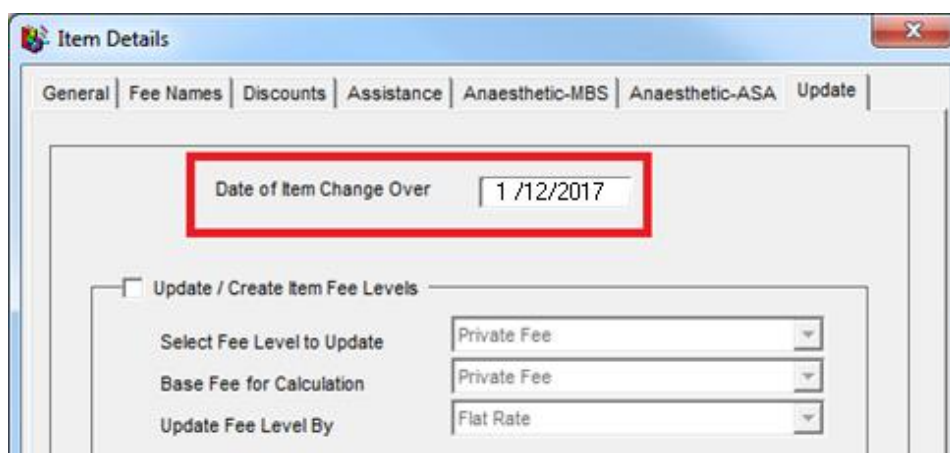 Item Details
General Fee Names Discounts Assistance Anaesthetic-MBS Anaesthetic-ASA Update
Date of Item Change Over 1 /12/2017
Update / Create Item Fee Levels
Select Fee Level to Update Private Fee
Base Fee for Calculation Private Fee
Update Fee Level By Flat Rate